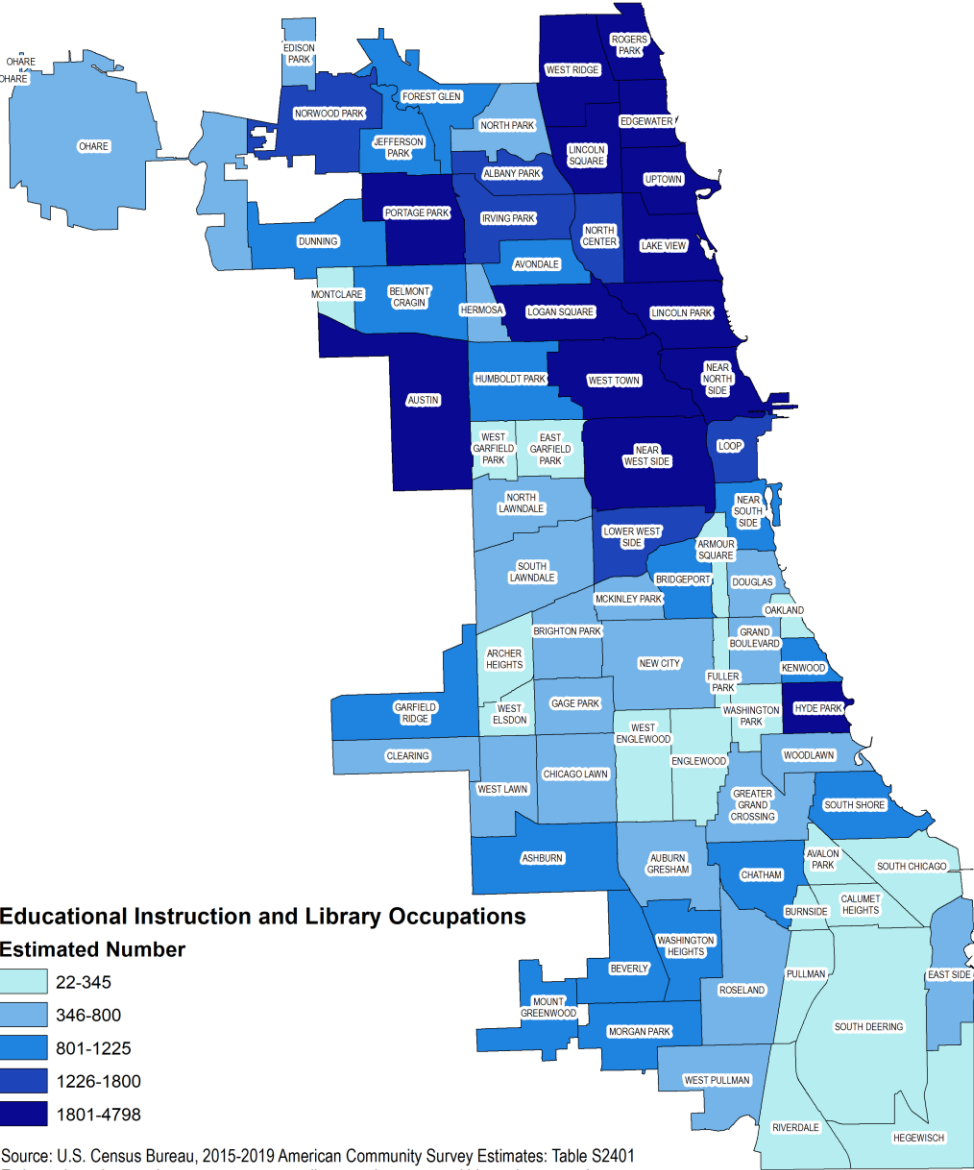 ROGERS
PARK
EDISON
PARK
OHARE
OHARE
WEST RIDGE
FOREST GLEN
NORWOOD PARK
EDGEWATER
NORTH PARK
OHARE
JEFFERSON
PARK
LINCOLN
SQUARE
ALBANY PARK
UPTOWN
PORTAGE PARK
IRVING PARK
NORTH
CENTER
DUNNING
LAKE VIEW
AVONDALE
MONTCLARE
BELMONT
CRAGIN
HERMOSA
LOGAN SQUARE
LINCOLN PARK
HUMBOLDT PARK
WEST TOWN
NEAR
NORTH
SIDE
AUSTIN
WEST
GARFIELD
PARK
EAST
GARFIELD
PARK
LOOP
NEAR
WEST SIDE
NORTH
LAWNDALE
NEAR
SOUTH
SIDE
LOWER WEST
SIDE
ARMOUR
SQUARE
SOUTH
LAWNDALE
BRIDGEPORT
DOUGLAS
MCKINLEY PARK
OAKLAND
BRIGHTON PARK
GRAND
BOULEVARD
ARCHER
HEIGHTS
NEW CITY
KENWOOD
FULLER
PARK
GARFIELD
RIDGE
WEST
ELSDON
GAGE PARK
WASHINGTON
PARK
HYDE PARK
WEST
ENGLEWOOD
CLEARING
ENGLEWOOD
WOODLAWN
CHICAGO LAWN
WEST LAWN
GREATER
GRAND
CROSSING
SOUTH SHORE
ASHBURN
AUBURN
GRESHAM
AVALON
PARK
SOUTH CHICAGO
CHATHAM
CALUMET
HEIGHTS
BURNSIDE
Educational Instruction and Library Occupations
Estimated Number
22-345
346-800
801-1225
1226-1800
1801-4798
WASHINGTON
HEIGHTS
BEVERLY
PULLMAN
EAST SIDE
ROSELAND
MOUNT
GREENWOOD
MORGAN PARK
SOUTH DEERING
WEST PULLMAN
RIVERDALE
HEGEWISCH
Source: U.S. Census Bureau, 2015-2019 American Community Survey Estimates: Table S2401